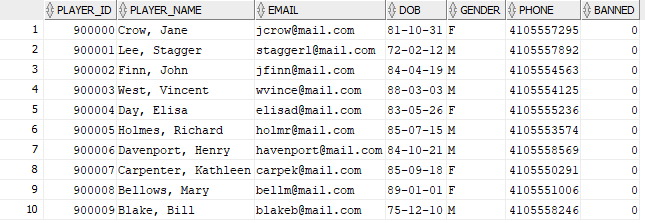 PLAYER_ID PLAYER_NAME EMAIL DOB GENDER PHONE BANNED
1 900000 Crow, Jane jcrow@mail.com 81-10-31 F 4105557295 0
2 900001 Lee, Stagger staggerl@mail.com 72-02-12 M 4105557892 0
3 900002 Finn, John jfinn@mail.com 84-04-19 M 4105554563 0
4 900003 West, Vincent wvince@mail.com 88-03-03 M 4105554125 0
5 900004 Day, Elisa elisad@mail.com 83-05-26 F 4105555236 0
6 900005 Holmes, Richard holmr@mail.com 85-07-15 M 4105553574 0
7 900006 Davenport, Henry havenport@mail.com 84-10-21 M 4105558569 0
8 900007 Carpenter, Kathleen carpek@mail.com 85-09-18 F 4105550291 0
9 900008 Bellows, Mary bellm@mail.com 89-01-01 F 4105551006 0
10 900009 Blake, Bill blakeb@mail.com 75-12-10 M 4105558246 0